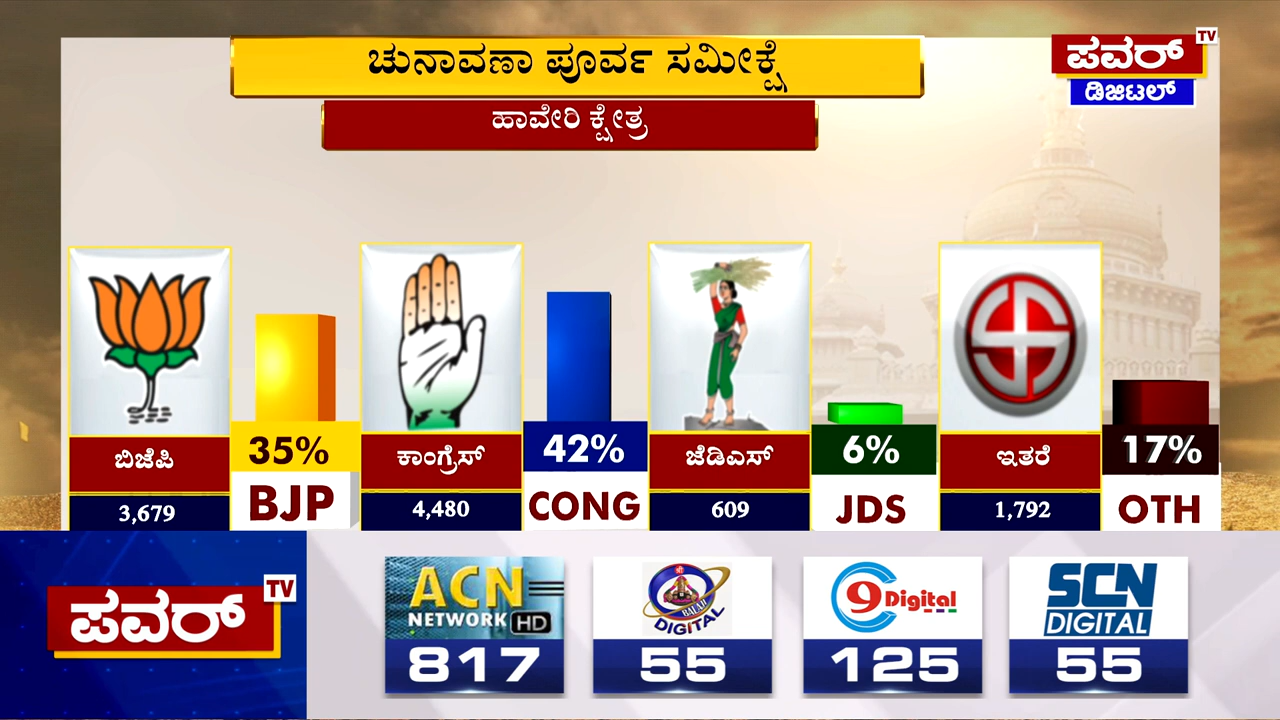 ಚುನಾವಣಾ ಪೂರ್ವ ಸಮೀಕ್ಷೆ
ಹಾವೇರಿ ಕ್ಷೇತ್ರ
ಪವರ್ TV
ಡಿಜಿಟಲ್
35%
42%
6%
17%
ಬಿಜೆಪಿ
ಕಾಂಗ್ರೆಸ್
ಜೆಡಿಎಸ್
ಇತರೆ
3,679
BJP
4,480
CONG
609
JDS
1,792
OTH
ಪವರ್ TV
ACN
NETWORK HD
817
श्री
BALAJI
DIGITAL
55
9 Digital
125
SCN
DIGITAL
55